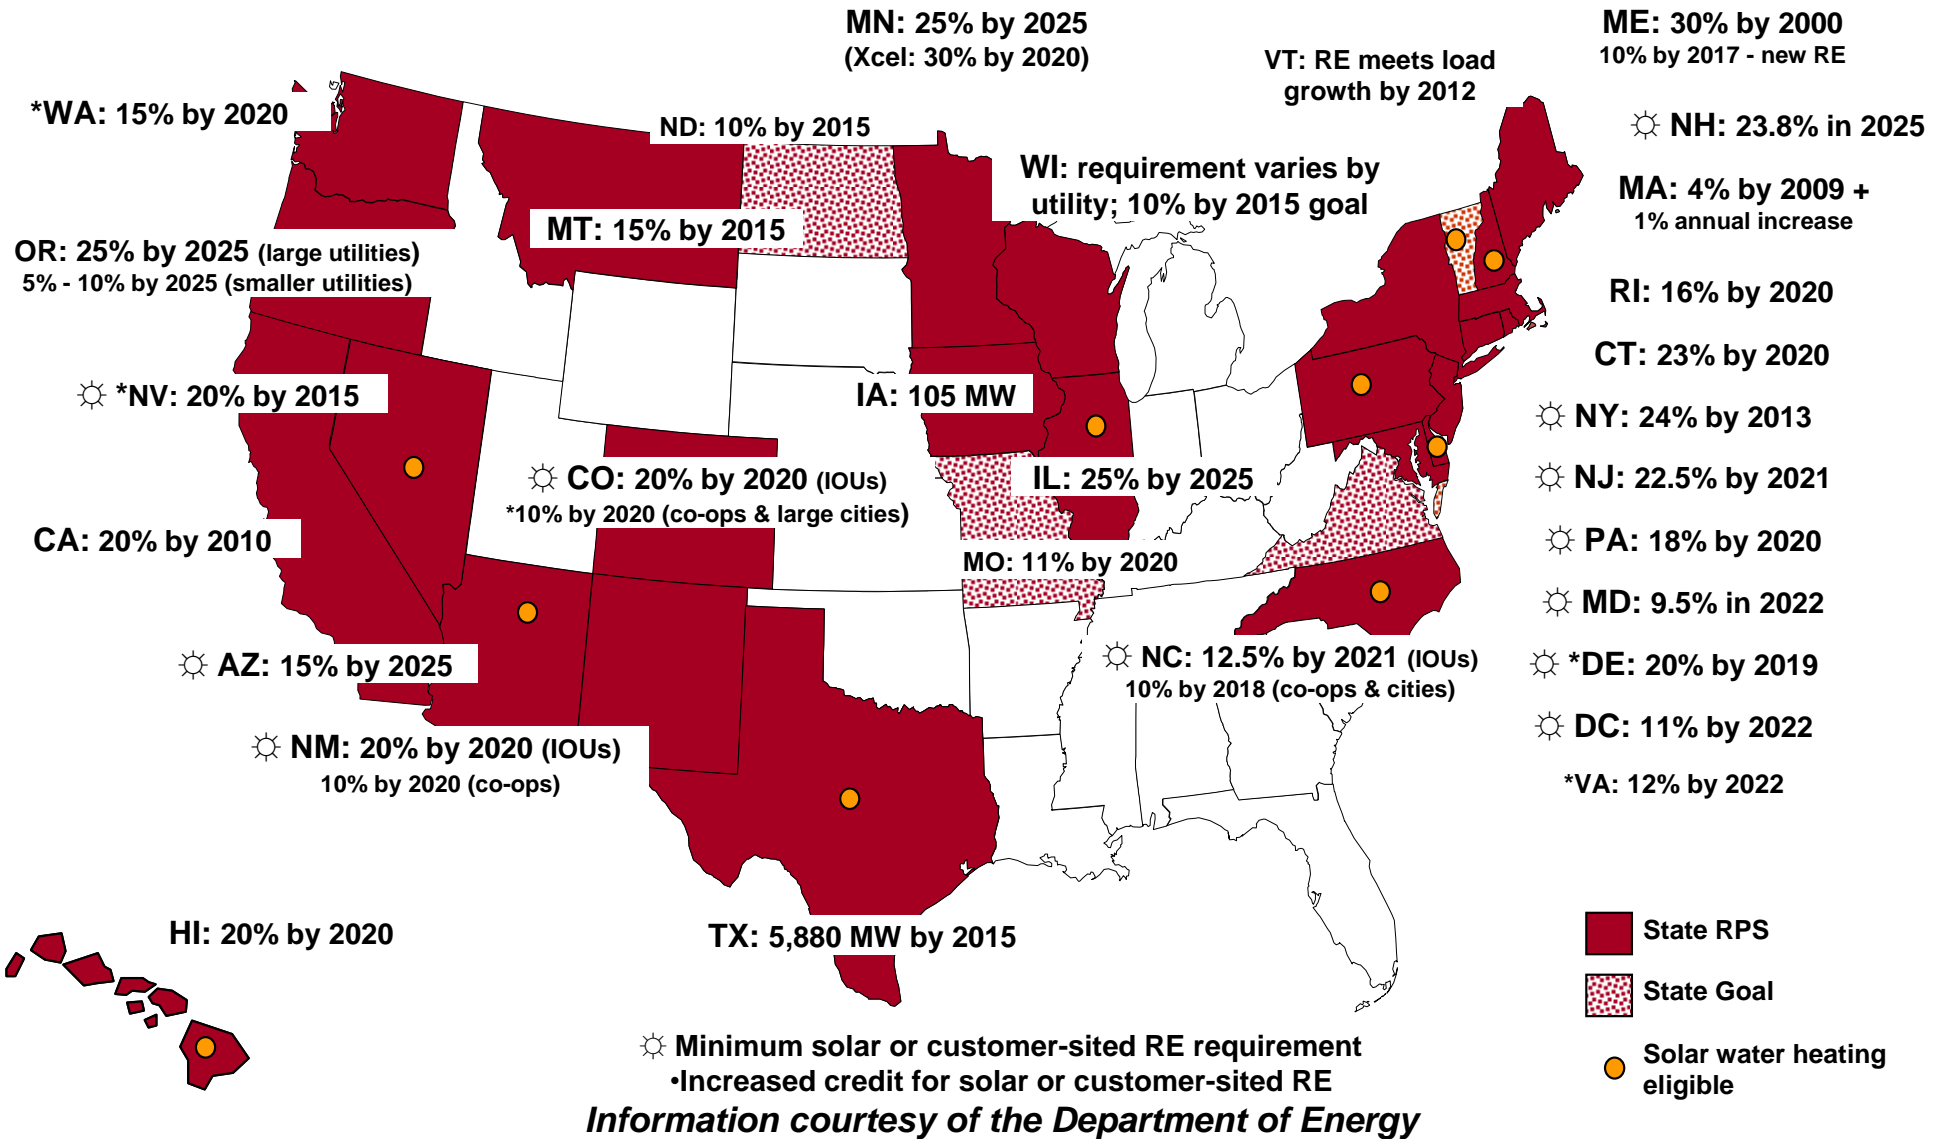 MN: 25% by 2025
(Xcel: 30% by 2020)
ME: 30% by 2000
10% by 2017 - new RE
VT: RE meets load
growth by 2012
*WA: 15% by 2020
ND: 10% by 2015
☼ NH: 23.8% in 2025
WI: requirement varies by
utility; 10% by 2015 goal
MA: 4% by 2009 +
1% annual increase
MT: 15% by 2015
OR: 25% by 2025 (large utilities)
5% - 10% by 2025 (smaller utilities)
RI: 16% by 2020
CT: 23% by 2020
☼ *NV: 20% by 2015
IA: 105 MW
☼ NY: 24% by 2013
☼ CO: 20% by 2020 (IOUs)
*10% by 2020 (co-ops & large cities)
IL: 25% by 2025
☼ NJ: 22.5% by 2021
CA: 20% by 2010
MO: 11% by 2020
☼ PA: 18% by 2020
☼ MD: 9.5% in 2022
☼ AZ: 15% by 2025
☼ NC: 12.5% by 2021 (IOUs)
10% by 2018 (co-ops & cities)
☼ *DE: 20% by 2019
☼ NM: 20% by 2020 (IOUs)
10% by 2020 (co-ops)
☼ DC: 11% by 2022
*VA: 12% by 2022
HI: 20% by 2020
TX: 5,880 MW by 2015
State RPS
State Goal
Solar water heating
eligible
☼ Minimum solar or customer-sited RE requirement
•Increased credit for solar or customer-sited RE
Information courtesy of the Department of Energy